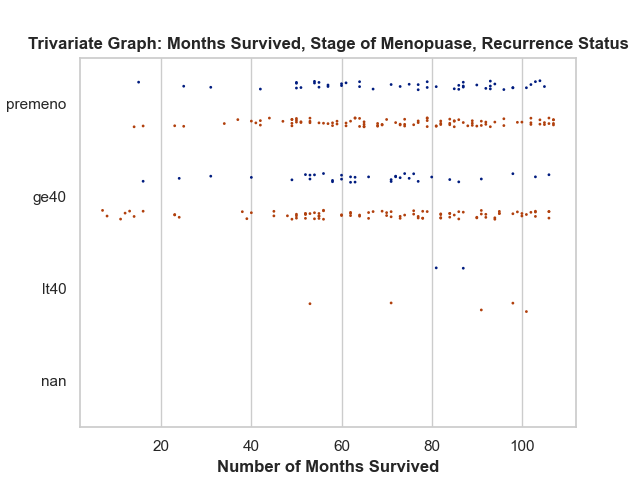 Trivariate Graph: Months Survived, Stage of Menopuase, Recurrence Status
premeno
ge40
lt40
nan
20 40 60 80 100
Number of Months Survived